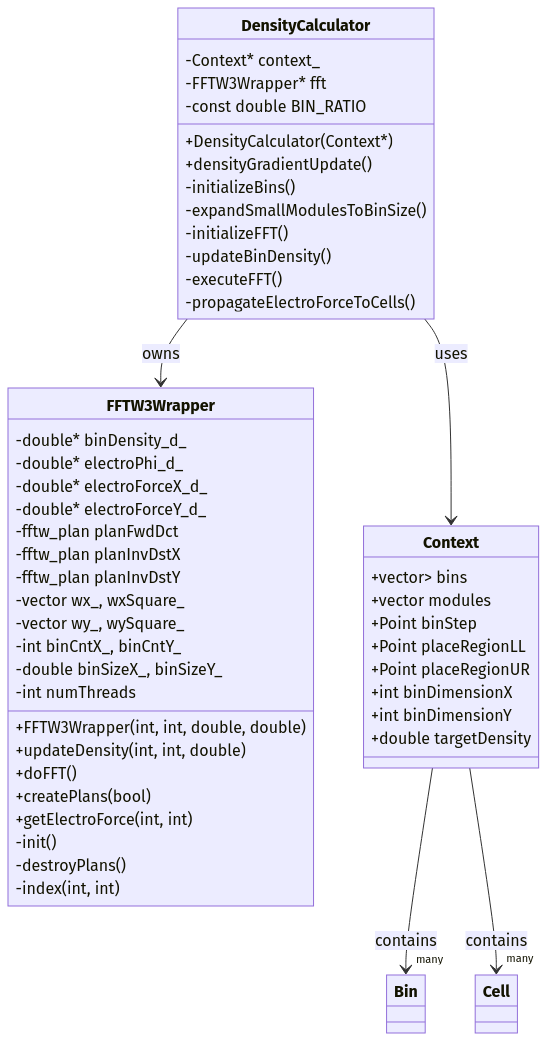 DensityCalculator
-Context* context_
-FFTW3Wrapper* fft
-const double BIN_RATIO
+DensityCalculator(Context*)
+densityGradientUpdate()
-initializeBins()
-expandSmallModulesToBinSize()
-initializeFFT()
-updateBinDensity()
-executeFFT()
-propagateElectroForceToCells()
owns
uses
FFTW3Wrapper
-double* binDensity_d_
-double* electroPhi_d_
-double* electroForceX_d_
-double* electroForceY_d_
-fftw_plan planFwdDct
-fftw_plan planInvDstX
-fftw_plan planInvDstY
-vector wx_, wxSquare_
-vector wy_, wySquare_
-int binCntX_, binCntY_
-double binSizeX_, binSizeY_
-int numThreads
+FFTW3Wrapper(int, int, double, double)
+updateDensity(int, int, double)
+doFFT()
+createPlans(bool)
+getElectroForce(int, int)
-init()
-destroyPlans()
-index(int, int)
Context
+vector> bins
+vector modules
+Point binStep
+Point placeRegionLL
+Point placeRegionUR
+int binDimensionX
+int binDimensionY
+double targetDensity
contains
many
contains
many
Bin
Cell